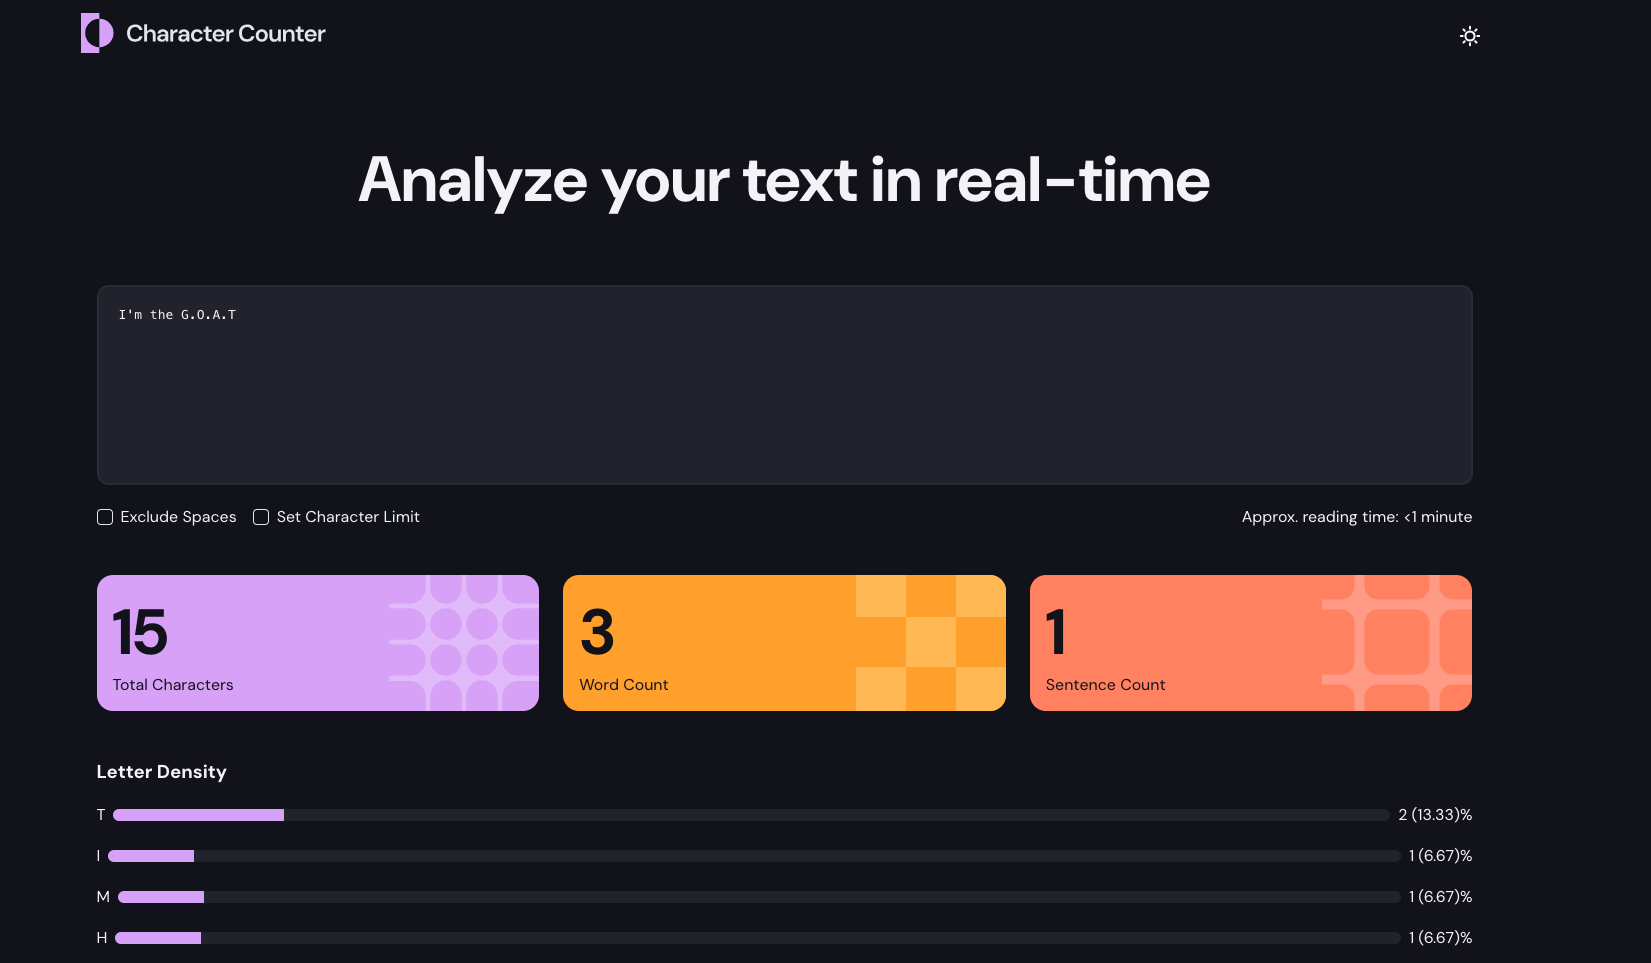 Character Counter
Analyze your text in real-time
I'm the G.O.A.T
Exclude Spaces Set Character Limit Approx. reading time: <1 minute
15 3 1
Total Characters Word Count Sentence Count
Letter Density
T 2 (13.33)%
I 1 (6.67)%
M 1 (6.67)%
H 1 (6.67)%